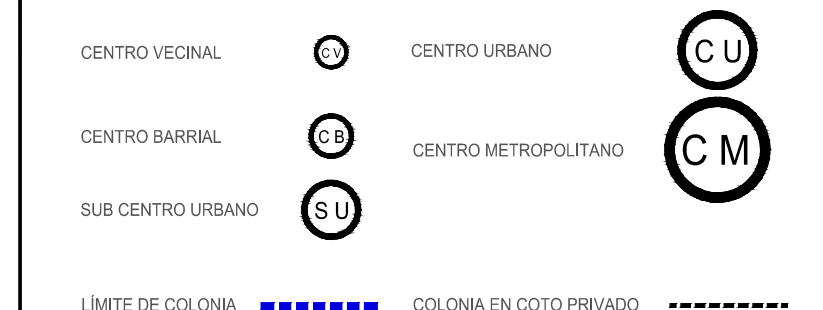 CENTRO VECINAL CV
CENTRO URBANO CU
CENTRO BARRIAL CB
CENTRO METROPOLITANO CM
SUB CENTRO URBANO SU
LÍMITE DE COLONIA
COLONIA EN COTO PRIVADO